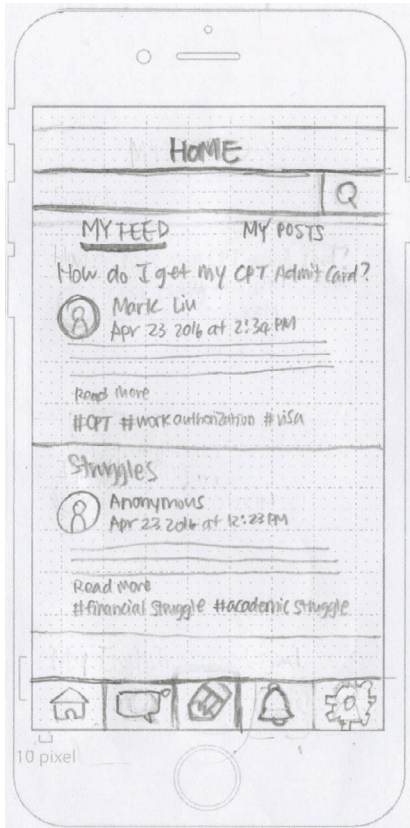 HOME
MY FEED MY POSTS
How do I get my CPT Admit Card?
Mark Liu
Apr 23 2016 at 2:34 PM
Read more
#CPT #work authorization #visa
Struggles
Anonymous
Apr 23 2016 at 12:23 PM
Read more
#financial struggle #academic struggle
10 pixel